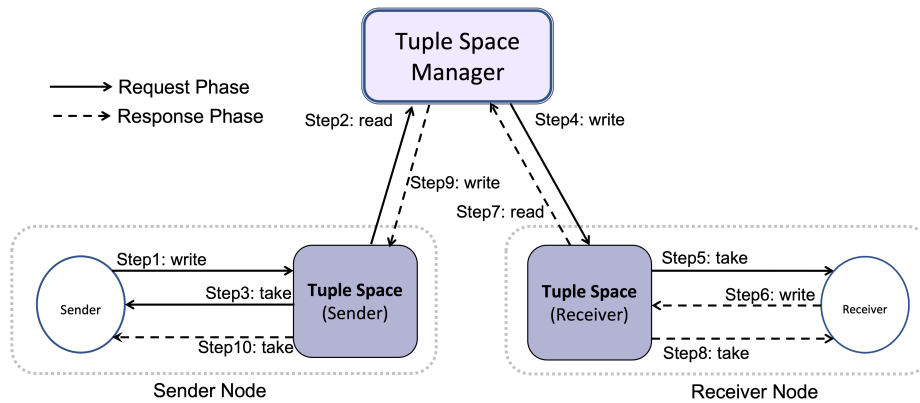 Tuple Space
Manager
Request Phase
Response Phase
Step2: read
Step4: write
Step9: write
Step7: read
Step1: write
Step3: take
Step10: take
Sender
Tuple Space
(Sender)
Sender Node
Tuple Space
(Receiver)
Step5: take
Step6: write
Step8: take
Receiver
Receiver Node